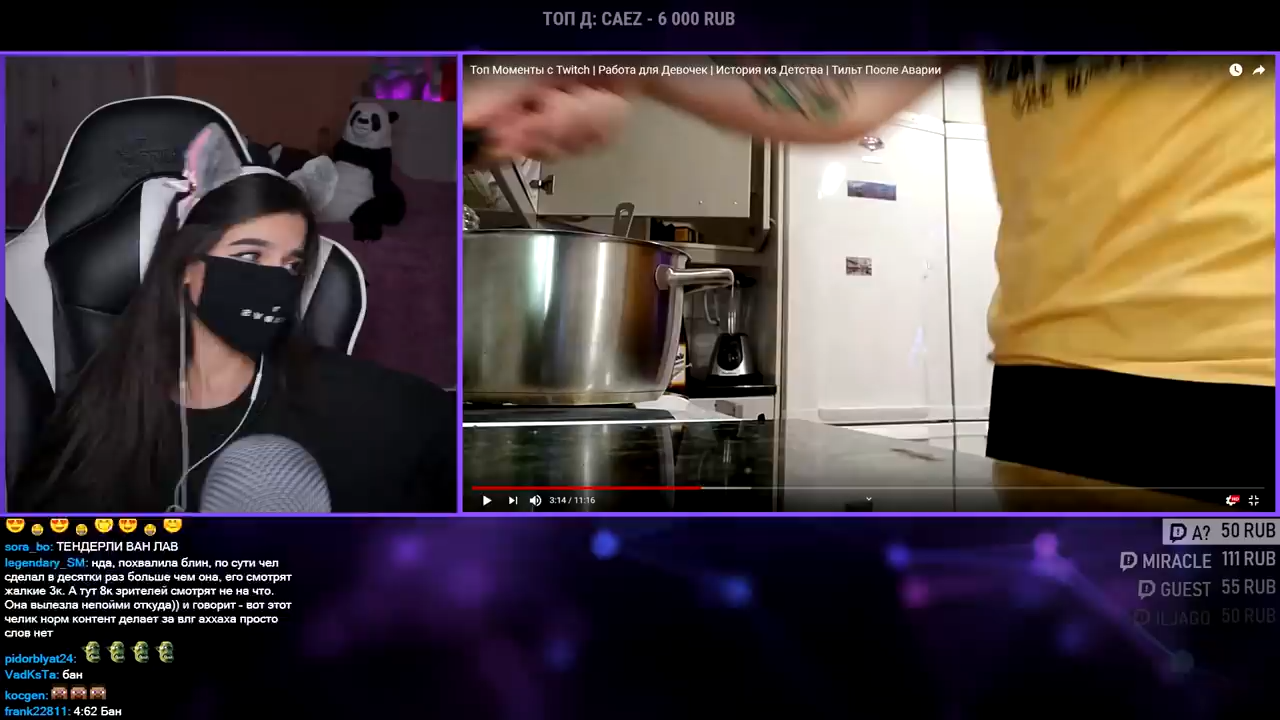 ТОП Д: CAEZ - 6 000 RUB
Топ Моменты с Twitch | Работа для Девочек | История из Детства | Тильт После Аварии
3:14 / 11:16
HD
sora_bo: ТЕНДЕРЛИ ВАН ЛАВ
legendary_SM: нда, похвалила блин, по сути чел
сделал в десятки раз больше чем она, его смотрят
жалкие 3к. А тут 8к зрителей смотрят не на что.
Она вылезла непойми откуда)) и говорит - вот этот
челик норм контент делает за влг аххаха просто
слов нет
pidorblyat24:
VadKsTa: бан
kocgen:
frank22811: 4:62 Бан
A? 50 RUB
MIRACLE 111 RUB
GUEST 55 RUB
ILJAGO 50 RUB